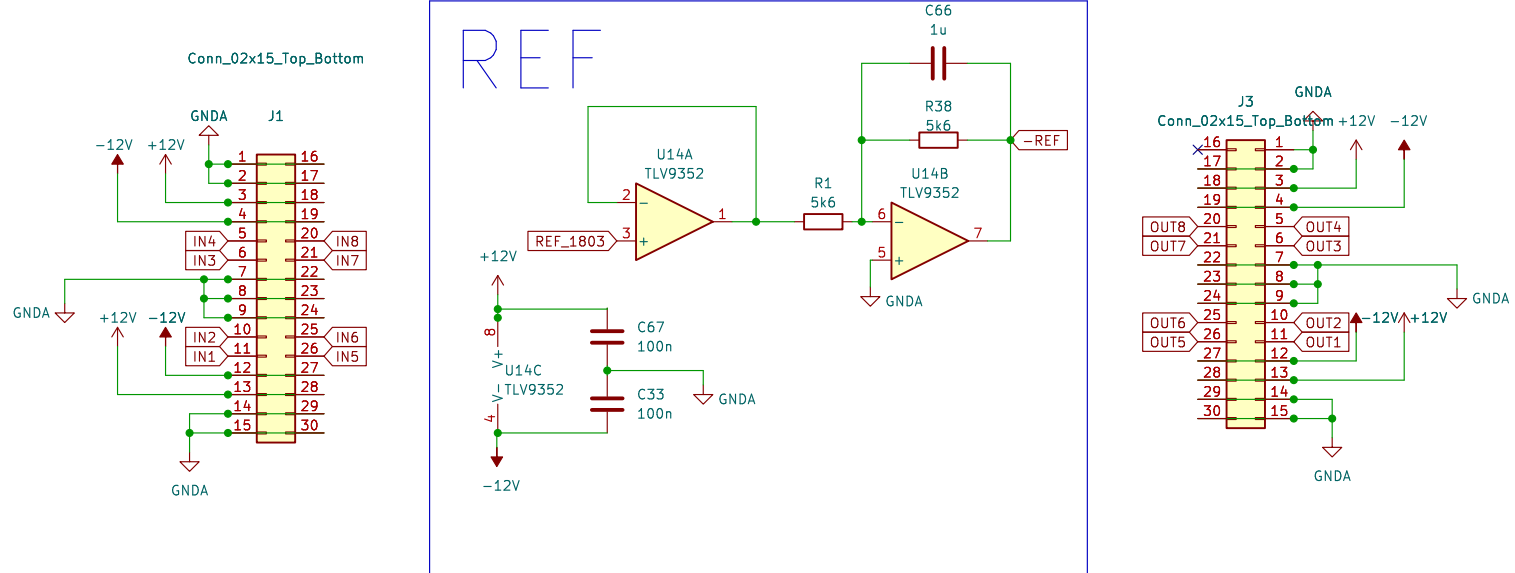 Conn_02x15_Top_Bottom
GNDA
J1
-12V
+12V
1
16
2
17
3
18
4
19
IN4
5
20
IN8
IN3
6
21
IN7
7
22
8
23
9
24
GNDA
+12V
-12V
IN2
10
25
IN6
IN1
11
26
IN5
12
27
13
28
14
29
15
30
GNDA
REF
C66
1u
R38
5k6
-REF
U14A
TLV9352
2
3
1
−
+
REF_1803
R1
5k6
U14B
TLV9352
6
5
7
−
+
GNDA
+12V
8
V+
U14C
TLV9352
V-
4
-12V
C67
100n
C33
100n
GNDA
J3
GNDA
Conn_02x15_Top_Bottom
+12V
-12V
16
1
17
2
18
3
19
4
OUT8
20
5
OUT4
OUT7
21
6
OUT3
22
7
23
8
24
9
GNDA
OUT6
25
10
OUT2
-12V
+12V
OUT5
26
11
OUT1
27
12
28
13
29
14
30
15
GNDA